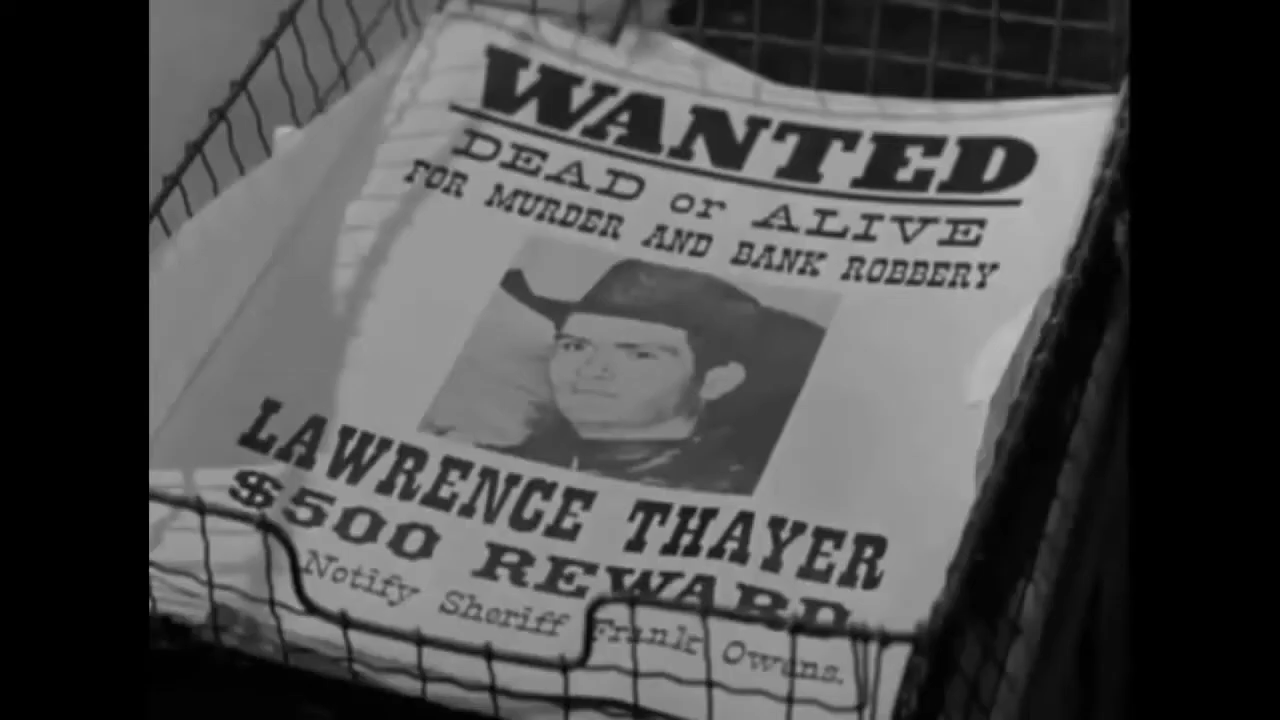 WANTED
DEAD or ALIVE
FOR MURDER AND BANK ROBBERY
LAWRENCE THAYER
$500 REWARD
Notify Sheriff Frank Owens.